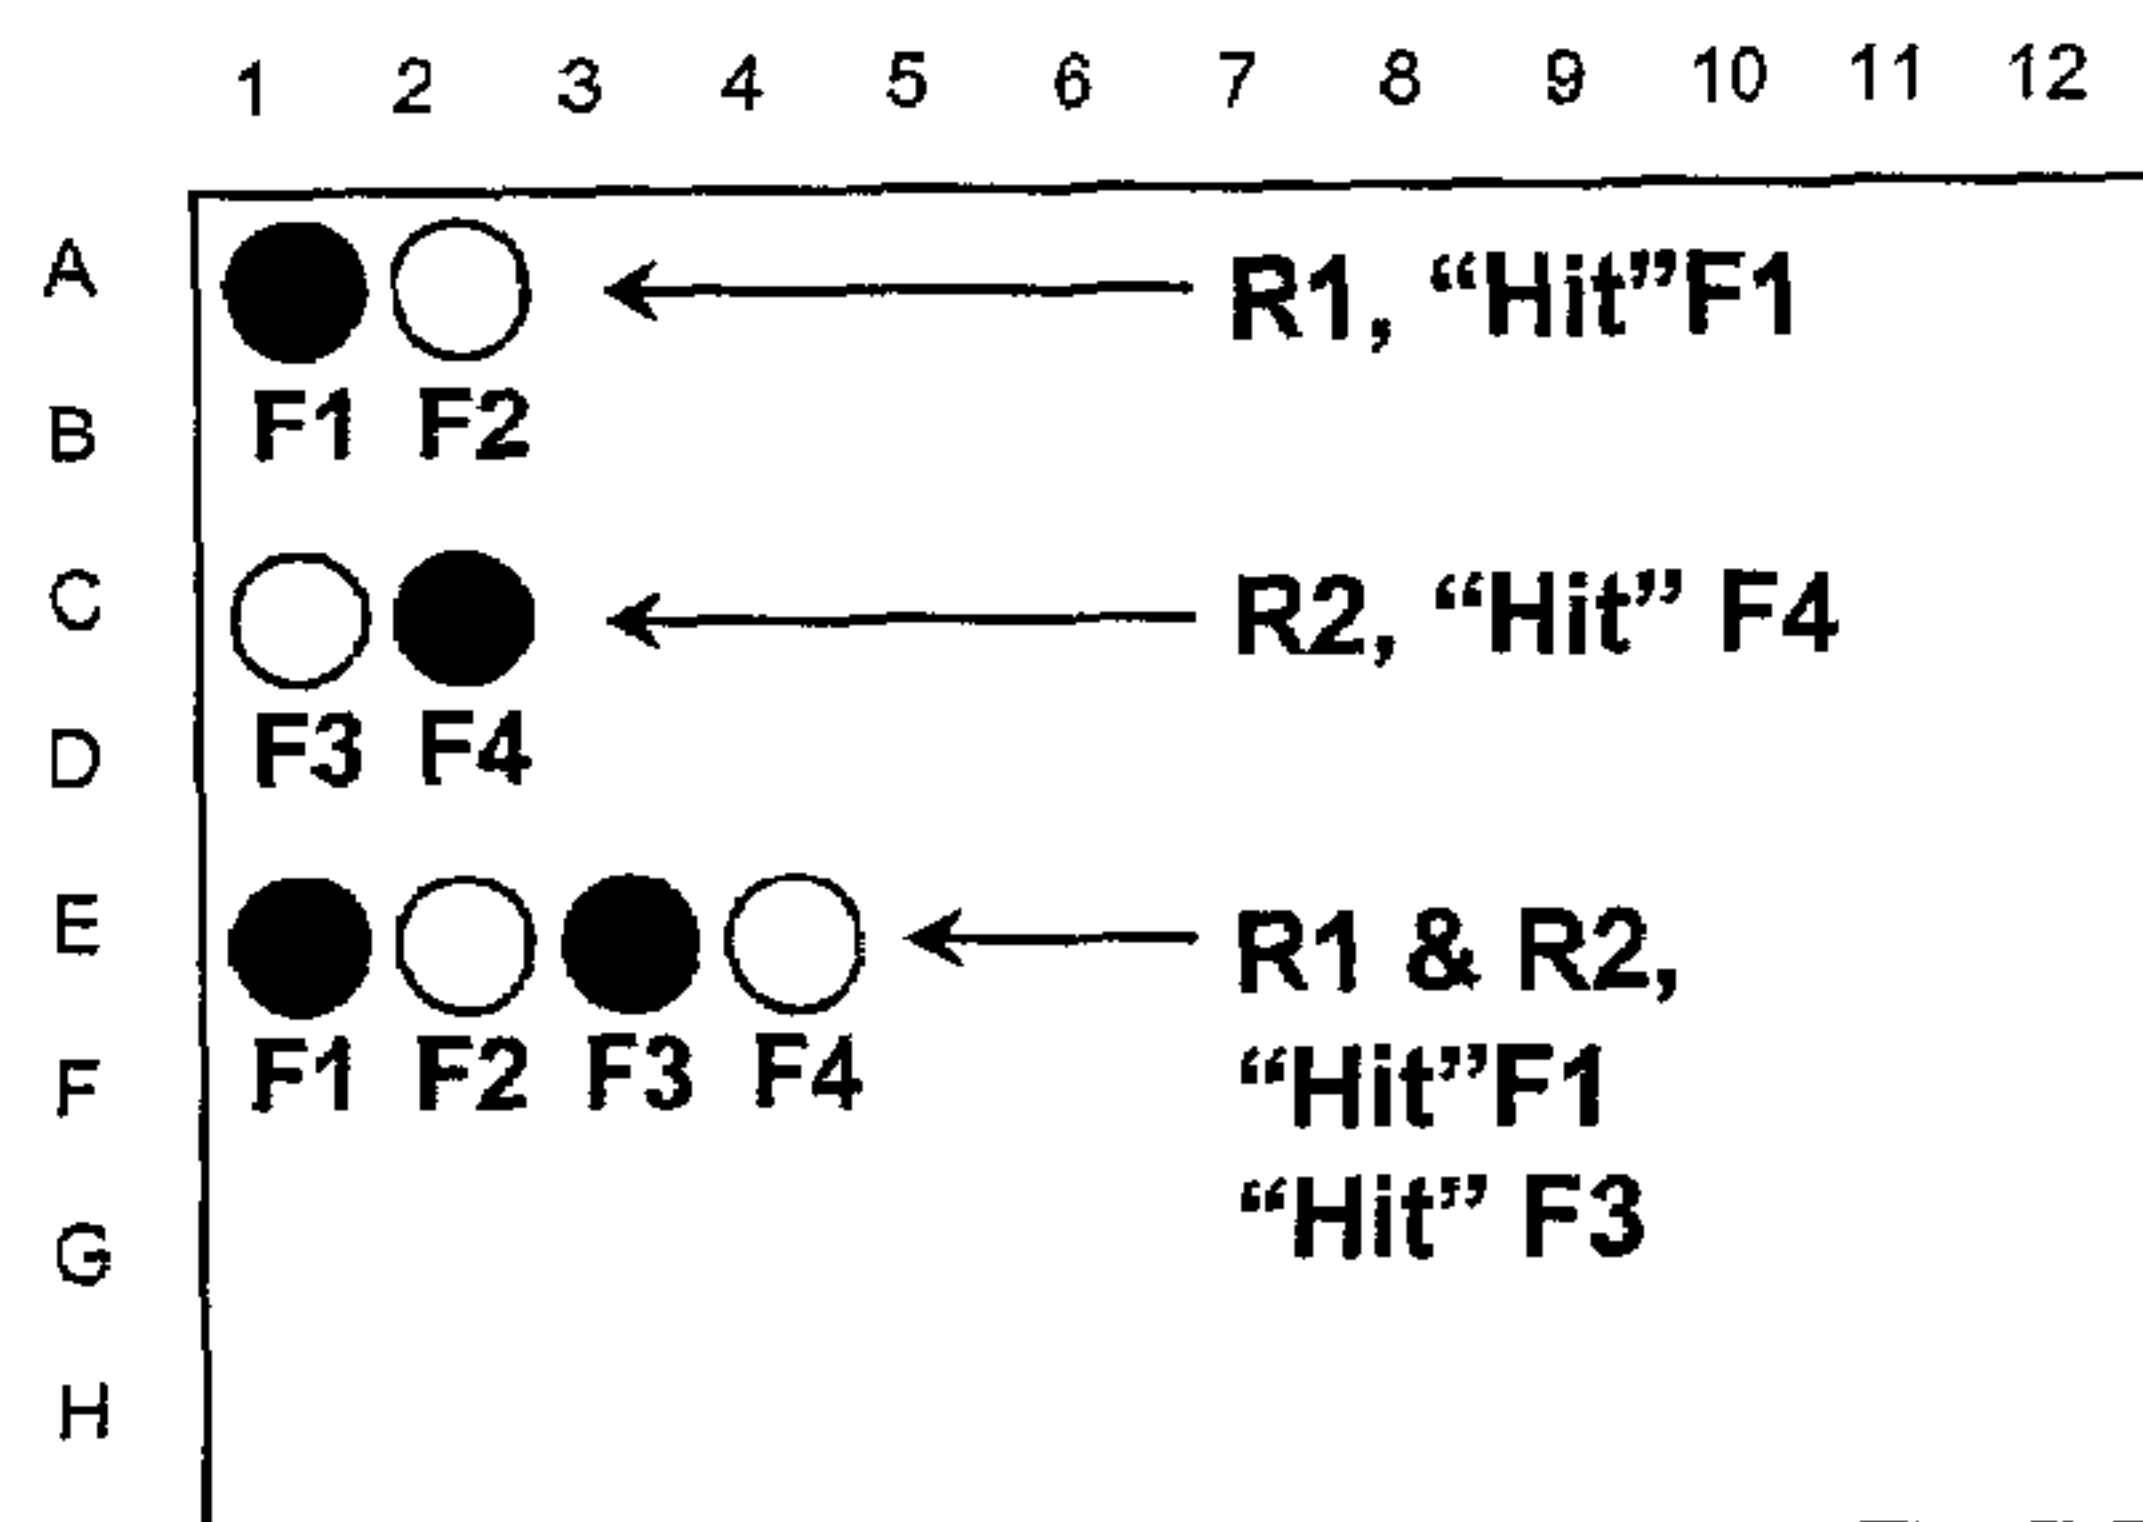 1 2 3 4 5 6 7 8 9 10 11 12
A R1, “Hit”F1
B F1 F2
C R2, “Hit” F4
D F3 F4
E R1 & R2,
F F1 F2 F3 F4 “Hit”F1
“Hit” F3
G
H